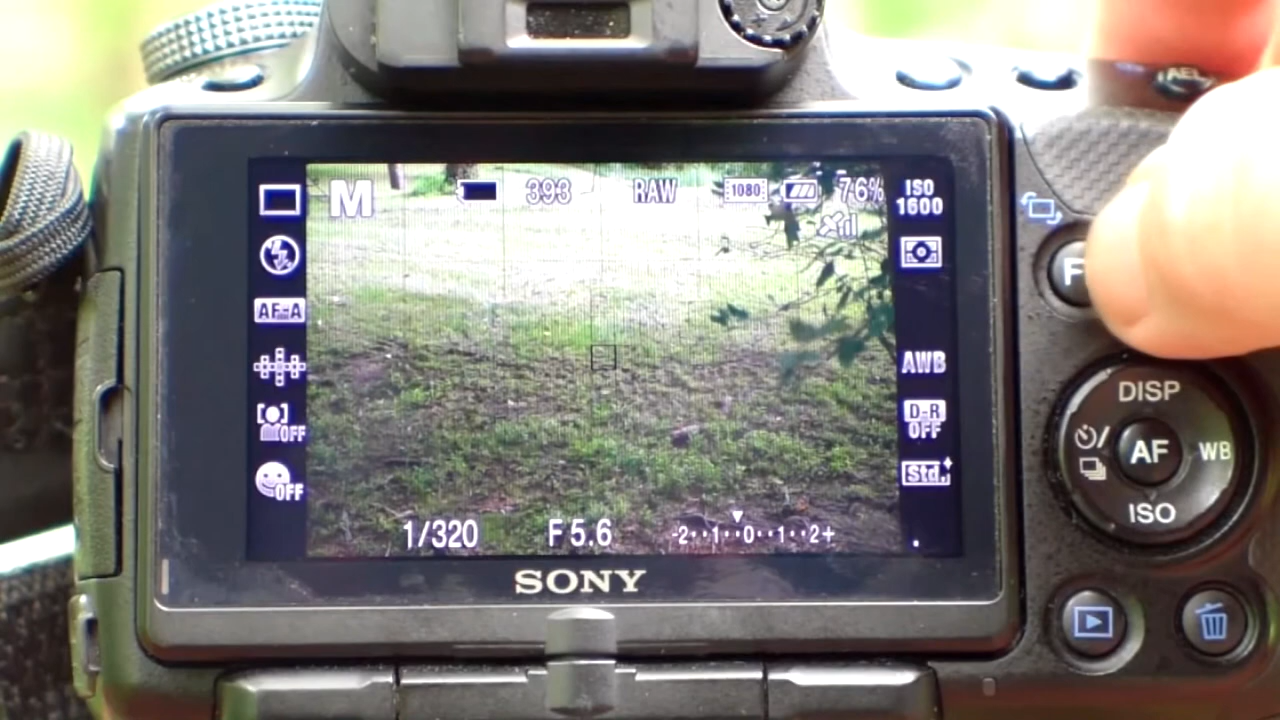 AEL
M 393 RAW 1080 76%
ISO
1600
AF-A
OFF
OFF
AWB
D-R
OFF
Std.+
1/320 F5.6 -2··1··0··1··2+
SONY
F
DISP
AF
WB
ISO